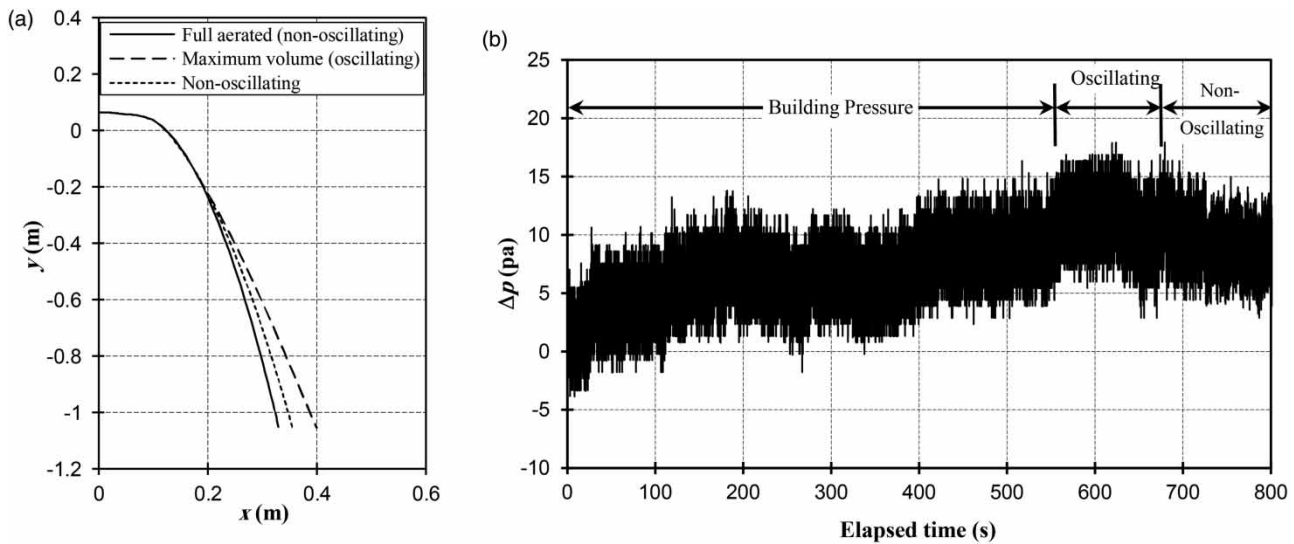 (a)
0.4
0.2
0
-0.2
-0.4
-0.6
-0.8
-1
-1.2
y (m)
Full aerated (non-oscillating)
Maximum volume (oscillating)
Non-oscillating
0 0.2 0.4 0.6
x (m)
(b)
25
20
15
10
5
0
-5
-10
Δp (pa)
Building Pressure
Oscillating
Non-
Oscillating
0 100 200 300 400 500 600 700 800
Elapsed time (s)